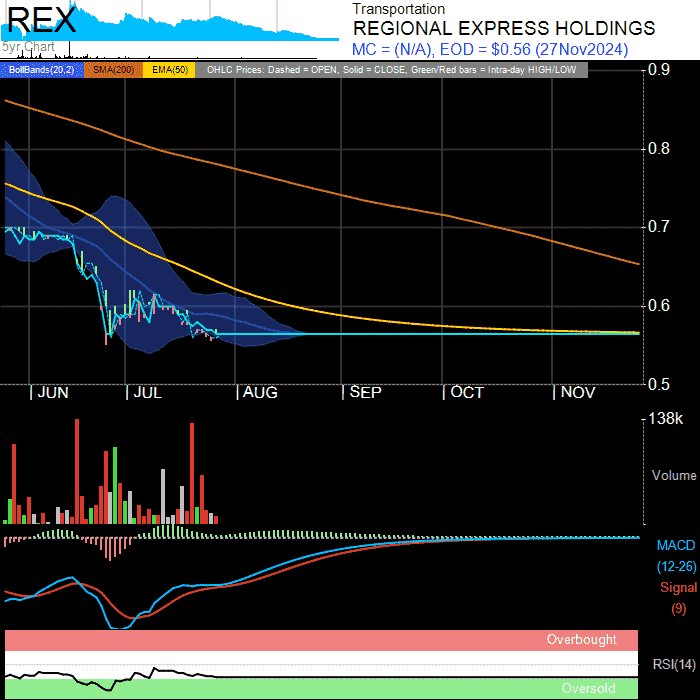 REX
5yr Chart
Transportation
REGIONAL EXPRESS HOLDINGS
MC = (N/A), EOD = $0.56 (27Nov2024)
BollBands(20,2) SMA(200) EMA(50) OHLC Prices: Dashed = OPEN, Solid = CLOSE, Green/Red bars = Intra-day HIGH/LOW
0.9
0.8
0.7
0.6
0.5
JUN JUL AUG SEP OCT NOV
138k
Volume
MACD
(12-26)
Signal
(9)
Overbought
RSI(14)
Oversold